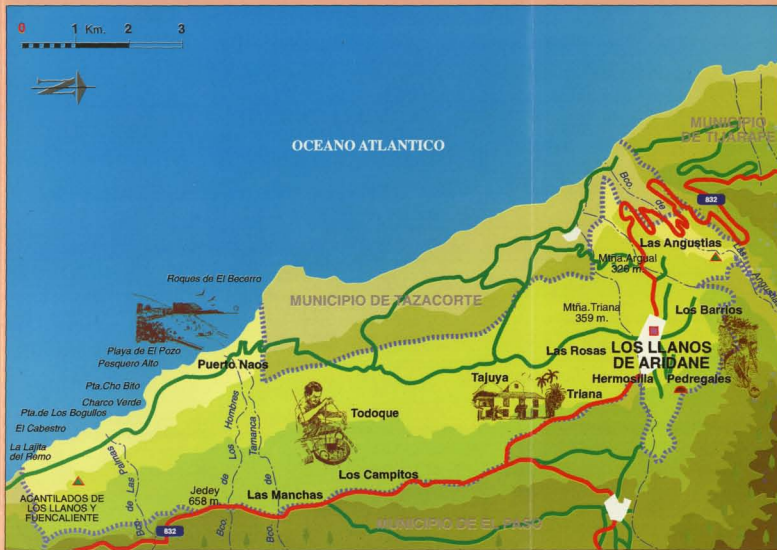 0 1 Km. 2 3
N
OCEANO ATLANTICO
MUNICIPIO
DE TIJARAFE
Bco. de Las Angustias
832
Las Angustias
Mtña.Argual
326 m.
Roques de El Becerro
MUNICIPIO DE TAZACORTE
Mtña.Triana
359 m.
Los Barrios
LOS LLANOS
DE ARIDANE
Las Rosas
Playa de El Pozo
Pesquero Alto
Puerto Naos
Hermosilla
Pedregales
Tajuya
Triana
Pta.Cho Bito
Charco Verde
Pta.de Los Bogullos
El Cabestro
La Lajita
del Remo
Todoque
Bco. de Las Palmas
Bco. de Los Hombres
Bco. de Tamanca
Los Campitos
Jedey
658 m.
Las Manchas
ACANTILADOS DE
LOS LLANOS Y
FUENCALIENTE
832
MUNICIPIO DE EL PASO